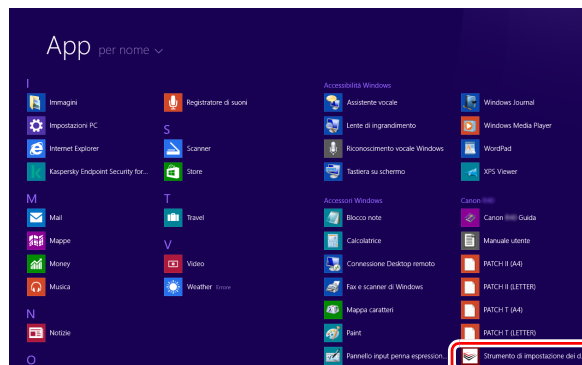 App per nome
I
Immagini
Impostazioni PC
Internet Explorer
Kaspersky Endpoint Security for...
M
Mail
Mappe
Money
Musica
N
Notizie
O
Registratore di suoni
S
Scanner
Store
T
Travel
V
Video
Weather Errore
Accessibilità Windows
Assistente vocale
Lente di ingrandimento
Riconoscimento vocale Windows
Tastiera su schermo
Accessori Windows
Blocco note
Calcolatrice
Connessione Desktop remoto
Fax e scanner di Windows
Mappa caratteri
Paint
Pannello input penna espression...
Windows Journal
Windows Media Player
WordPad
XPS Viewer
Canon
Canon Guida
Manuale utente
PATCH II (A4)
PATCH II (LETTER)
PATCH T (A4)
PATCH T (LETTER)
Strumento di impostazione dei d